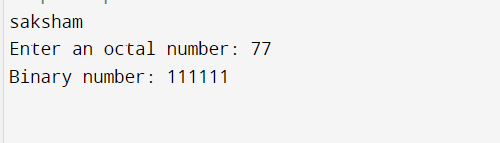 saksham
Enter an octal number: 77
Binary number: 111111